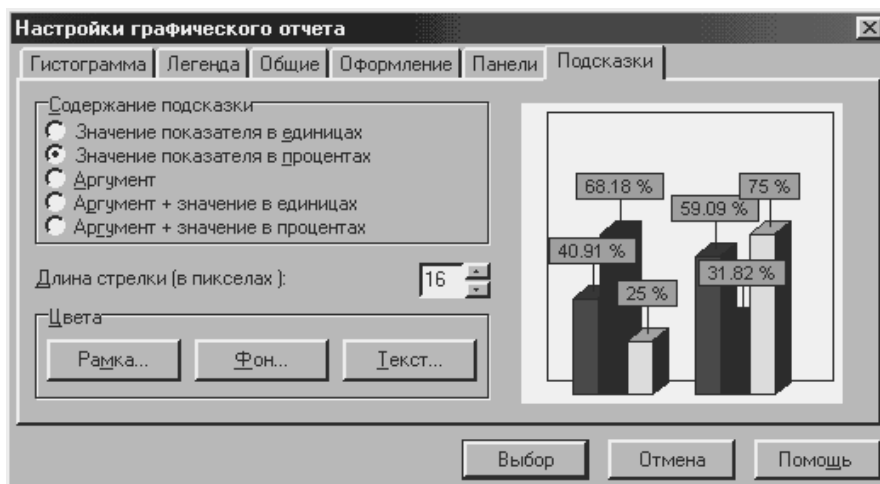 Настройки графического отчета
Гистограмма Легенда Общие Оформление Панели Подсказки
Содержание подсказки
Значение показателя в единицах
Значение показателя в процентах
Аргумент
Аргумент + значение в единицах
Аргумент + значение в процентах
Длина стрелки (в пикселах ): 16
Цвета
Рамка... Фон... Текст...
68.18 % 75 %
59.09 %
40.91 % 31.82 %
25 %
Выбор Отмена Помощь